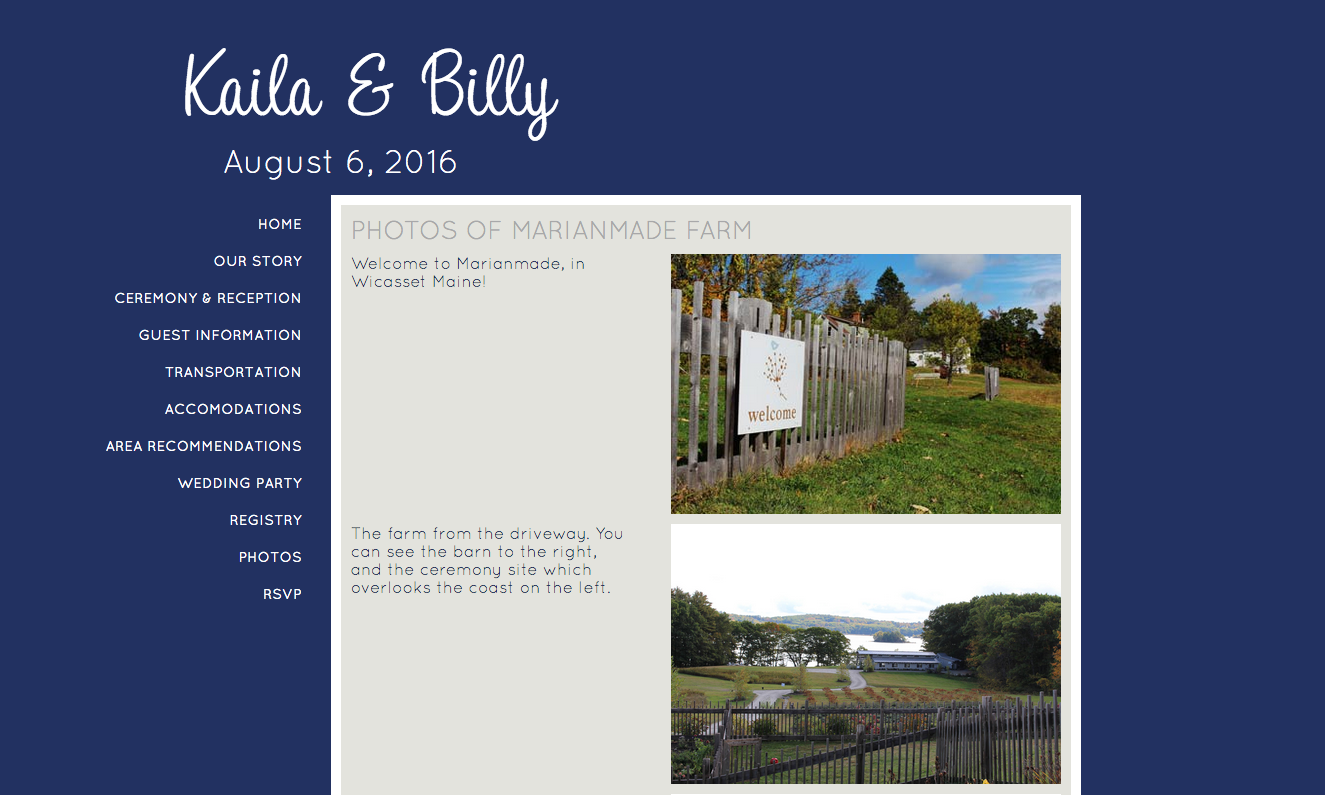 Kaila & Billy
August 6, 2016
HOME
OUR STORY
CEREMONY & RECEPTION
GUEST INFORMATION
TRANSPORTATION
ACCOMODATIONS
AREA RECOMMENDATIONS
WEDDING PARTY
REGISTRY
PHOTOS
RSVP
PHOTOS OF MARIANMADE FARM
Welcome to Marianmade, in
Wicasset Maine!
welcome
The farm from the driveway. You
can see the barn to the right,
and the ceremony site which
overlooks the coast on the left.